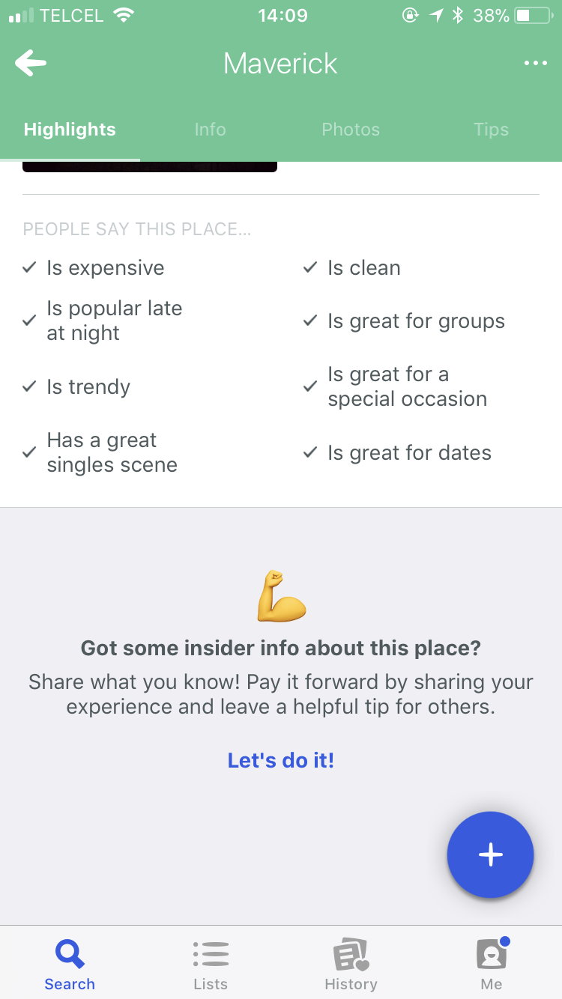 TELCEL 14:09 38%
Maverick
Highlights Info Photos Tips
PEOPLE SAY THIS PLACE...
Is expensive
Is clean
Is popular late
at night
Is great for groups
Is trendy
Is great for a
special occasion
Has a great
singles scene
Is great for dates
Got some insider info about this place?
Share what you know! Pay it forward by sharing your
experience and leave a helpful tip for others.
Let's do it!
Search Lists History Me